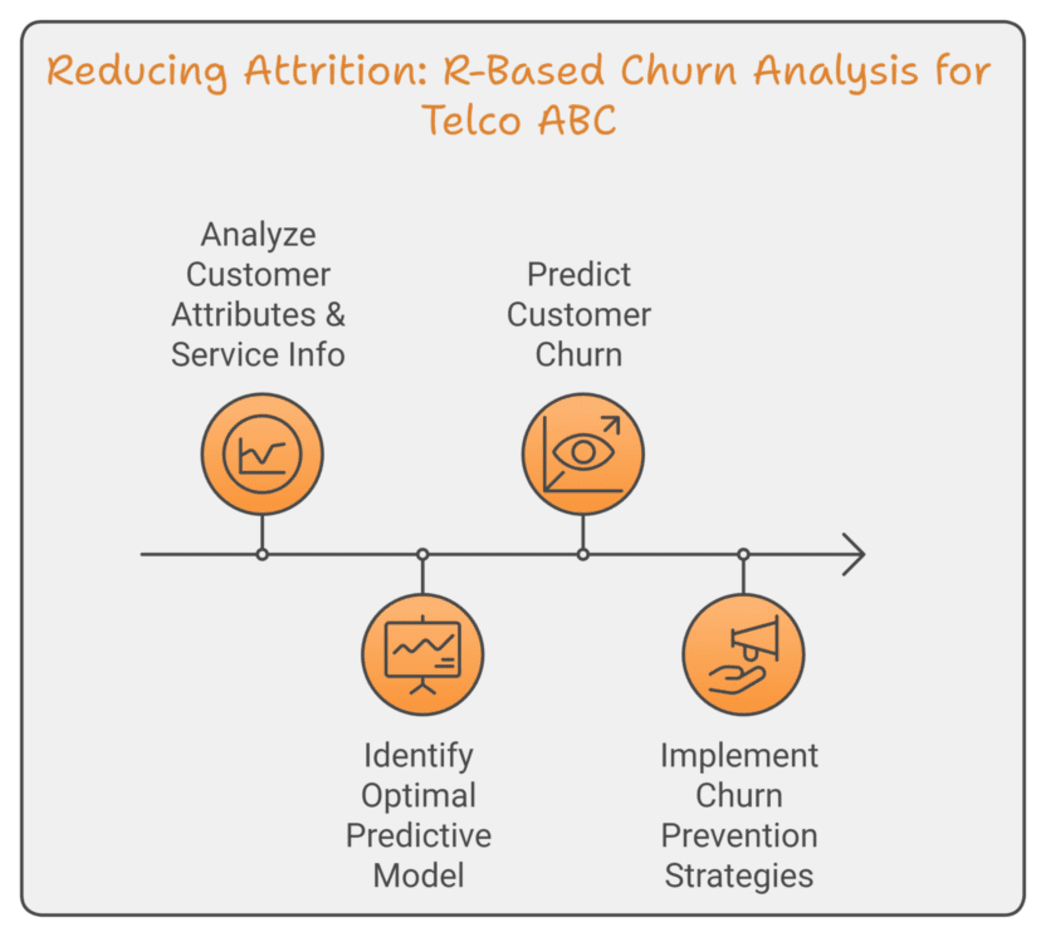 Reducing Attrition: R-Based Churn Analysis for
Telco ABC
Analyze
Customer
Attributes &
Service Info
Predict
Customer
Churn
Identify
Optimal
Predictive
Model
Implement
Churn
Prevention
Strategies